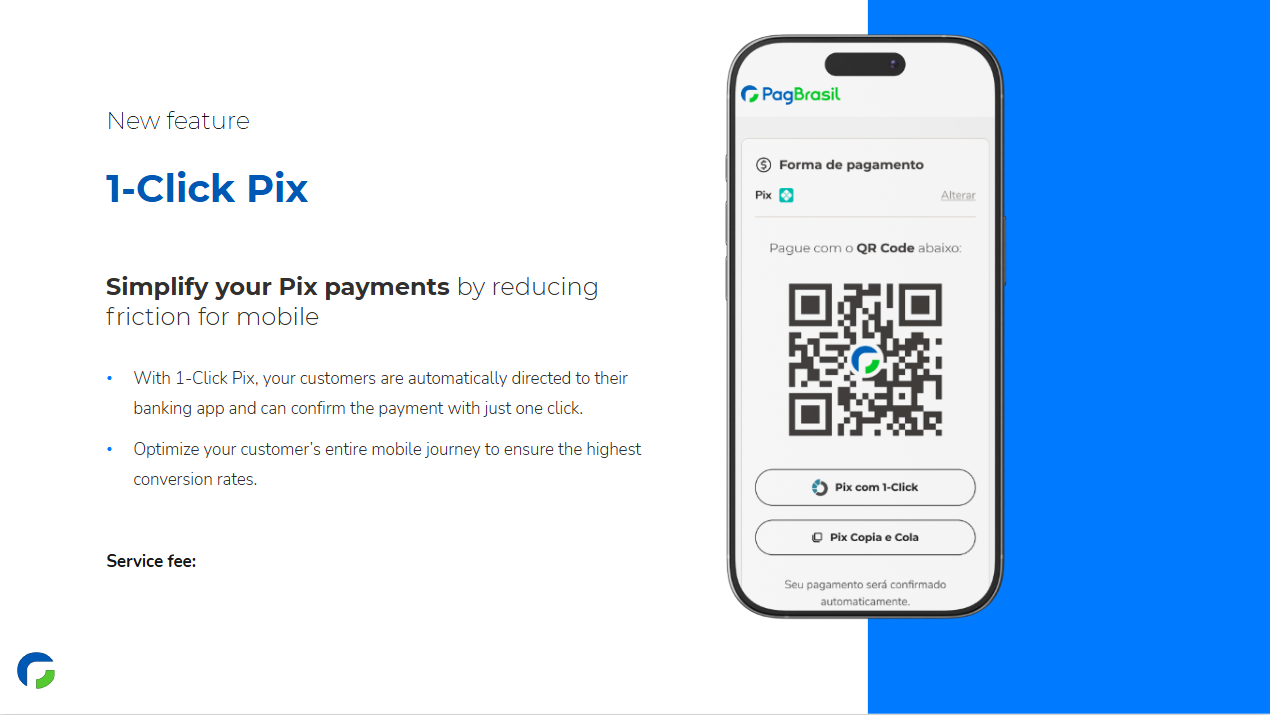 New feature
1-Click Pix
Simplify your Pix payments by reducing
friction for mobile
• With 1-Click Pix, your customers are automatically directed to their
banking app and can confirm the payment with just one click.
• Optimize your customer’s entire mobile journey to ensure the highest
conversion rates.
Service fee:
PagBrasil
Forma de pagamento
Pix Alterar
Pague com o QR Code abaixo:
Pix com 1-Click
Pix Copia e Cola
Seu pagamento será confirmado
automaticamente.